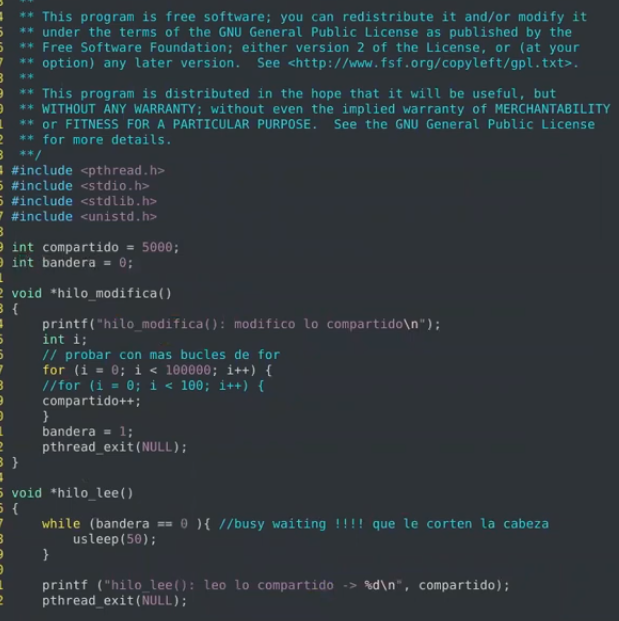 **
** This program is free software; you can redistribute it and/or modify it
** under the terms of the GNU General Public License as published by the
** Free Software Foundation; either version 2 of the License, or (at your
** option) any later version.  See <http://www.fsf.org/copyleft/gpl.txt>.
**
** This program is distributed in the hope that it will be useful, but
** WITHOUT ANY WARRANTY; without even the implied warranty of MERCHANTABILITY
** or FITNESS FOR A PARTICULAR PURPOSE.  See the GNU General Public License
** for more details.
**/
#include <pthread.h>
#include <stdio.h>
#include <stdlib.h>
#include <unistd.h>
int compartido = 5000;
int bandera = 0;
void *hilo_modifica()
{
    printf("hilo_modifica(): modifico lo compartido\n");
    int i;
    // probar con mas bucles de for
    for (i = 0; i < 100000; i++) {
    //for (i = 0; i < 100; i++) {
    compartido++;
    }
    bandera = 1;
    pthread_exit(NULL);
}
void *hilo_lee()
{
    while (bandera == 0 ){ //busy waiting !!!! que le corten la cabeza
        usleep(50);
    }
    printf ("hilo_lee(): leo lo compartido -> %d\n", compartido);
    pthread_exit(NULL);